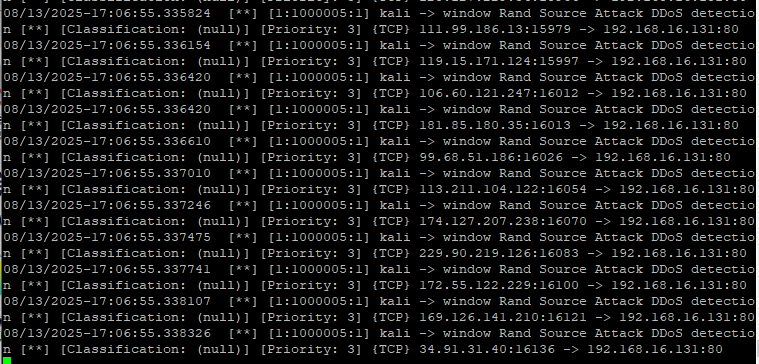 08/13/2025-17:06:55.335824  [**] [1:1000005:1] kali -> window Rand Source Attack DDoS detectio
n [**] [Classification: (null)] [Priority: 3] {TCP} 111.99.186.13:15979 -> 192.168.16.131:80
08/13/2025-17:06:55.336154  [**] [1:1000005:1] kali -> window Rand Source Attack DDoS detectio
n [**] [Classification: (null)] [Priority: 3] {TCP} 119.15.171.124:15997 -> 192.168.16.131:80
08/13/2025-17:06:55.336420  [**] [1:1000005:1] kali -> window Rand Source Attack DDoS detectio
n [**] [Classification: (null)] [Priority: 3] {TCP} 106.60.121.247:16012 -> 192.168.16.131:80
08/13/2025-17:06:55.336420  [**] [1:1000005:1] kali -> window Rand Source Attack DDoS detectio
n [**] [Classification: (null)] [Priority: 3] {TCP} 181.85.180.35:16013 -> 192.168.16.131:80
08/13/2025-17:06:55.336610  [**] [1:1000005:1] kali -> window Rand Source Attack DDoS detectio
n [**] [Classification: (null)] [Priority: 3] {TCP} 99.68.51.186:16026 -> 192.168.16.131:80
08/13/2025-17:06:55.337010  [**] [1:1000005:1] kali -> window Rand Source Attack DDoS detectio
n [**] [Classification: (null)] [Priority: 3] {TCP} 113.211.104.122:16054 -> 192.168.16.131:80
08/13/2025-17:06:55.337246  [**] [1:1000005:1] kali -> window Rand Source Attack DDoS detectio
n [**] [Classification: (null)] [Priority: 3] {TCP} 174.127.207.238:16070 -> 192.168.16.131:80
08/13/2025-17:06:55.337475  [**] [1:1000005:1] kali -> window Rand Source Attack DDoS detectio
n [**] [Classification: (null)] [Priority: 3] {TCP} 229.90.219.126:16083 -> 192.168.16.131:80
08/13/2025-17:06:55.337741  [**] [1:1000005:1] kali -> window Rand Source Attack DDoS detectio
n [**] [Classification: (null)] [Priority: 3] {TCP} 172.55.122.229:16100 -> 192.168.16.131:80
08/13/2025-17:06:55.338107  [**] [1:1000005:1] kali -> window Rand Source Attack DDoS detectio
n [**] [Classification: (null)] [Priority: 3] {TCP} 169.126.141.210:16121 -> 192.168.16.131:80
08/13/2025-17:06:55.338326  [**] [1:1000005:1] kali -> window Rand Source Attack DDoS detectio
n [**] [Classification: (null)] [Priority: 3] {TCP} 34.91.31.40:16136 -> 192.168.16.131:80